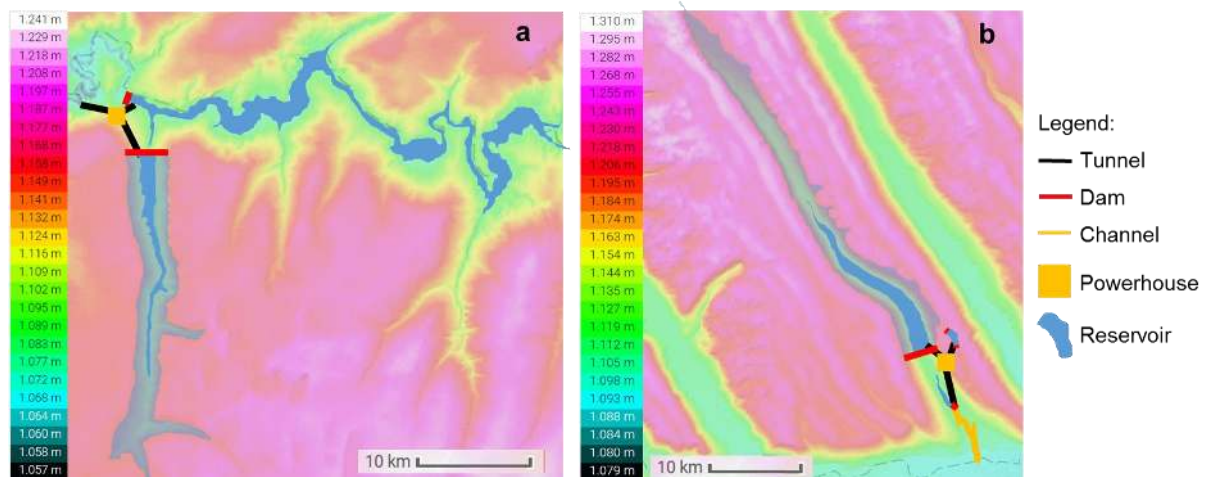 1.241 m
1.229 m
1.218 m
1.208 m
1.197 m
1.187 m
1.177 m
1.168 m
1.158 m
1.149 m
1.141 m
1.132 m
1.124 m
1.116 m
1.109 m
1.102 m
1.095 m
1.089 m
1.083 m
1.077 m
1.072 m
1.068 m
1.064 m
1.060 m
1.058 m
1.057 m
a
10 km
1.310 m
1.295 m
1.282 m
1.268 m
1.255 m
1.243 m
1.230 m
1.218 m
1.206 m
1.195 m
1.184 m
1.174 m
1.163 m
1.154 m
1.144 m
1.135 m
1.127 m
1.119 m
1.112 m
1.105 m
1.098 m
1.093 m
1.088 m
1.084 m
1.080 m
1.079 m
b
10 km
Legend:
Tunnel
Dam
Channel
Powerhouse
Reservoir